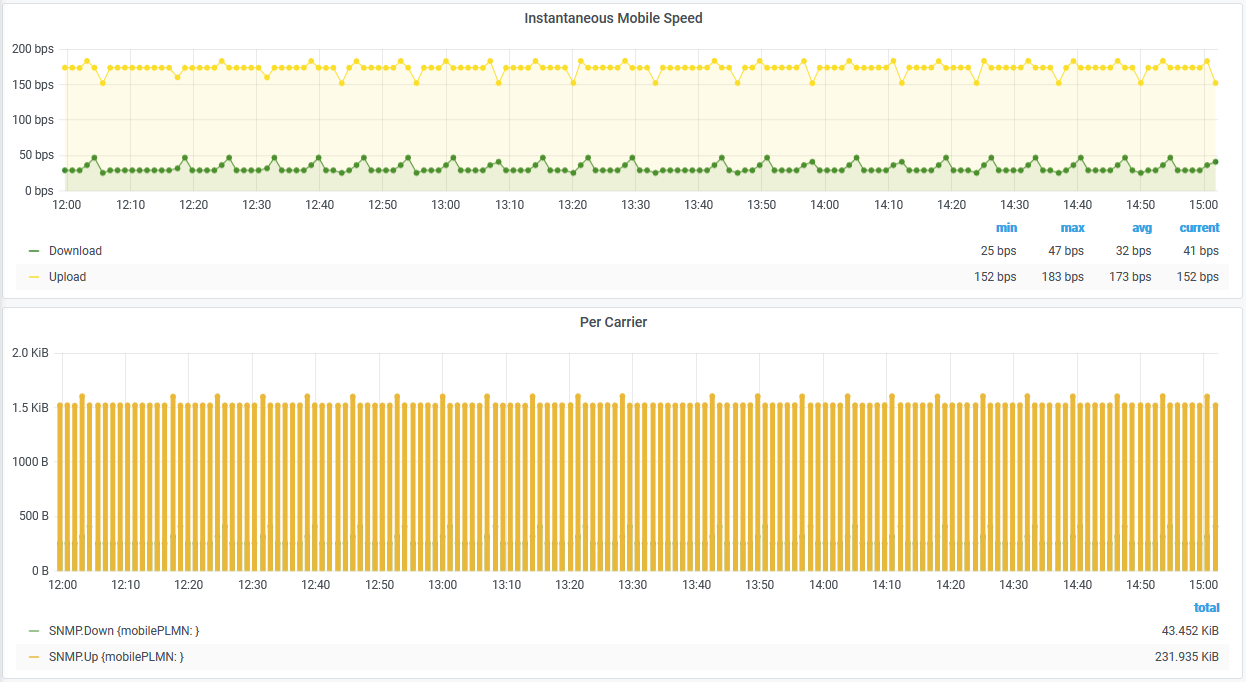 Instantaneous Mobile Speed
200 bps
150 bps
100 bps
50 bps
0 bps
12:00 12:10 12:20 12:30 12:40 12:50 13:00 13:10 13:20 13:30 13:40 13:50 14:00 14:10 14:20 14:30 14:40 14:50 15:00
min max avg current
Download 25 bps 47 bps 32 bps 41 bps
Upload 152 bps 183 bps 173 bps 152 bps
Per Carrier
2.0 KiB
1.5 KiB
1000 B
500 B
0 B
12:00 12:10 12:20 12:30 12:40 12:50 13:00 13:10 13:20 13:30 13:40 13:50 14:00 14:10 14:20 14:30 14:40 14:50 15:00
total
SNMP.Down {mobilePLMN: } 43.452 KiB
SNMP.Up {mobilePLMN: } 231.935 KiB